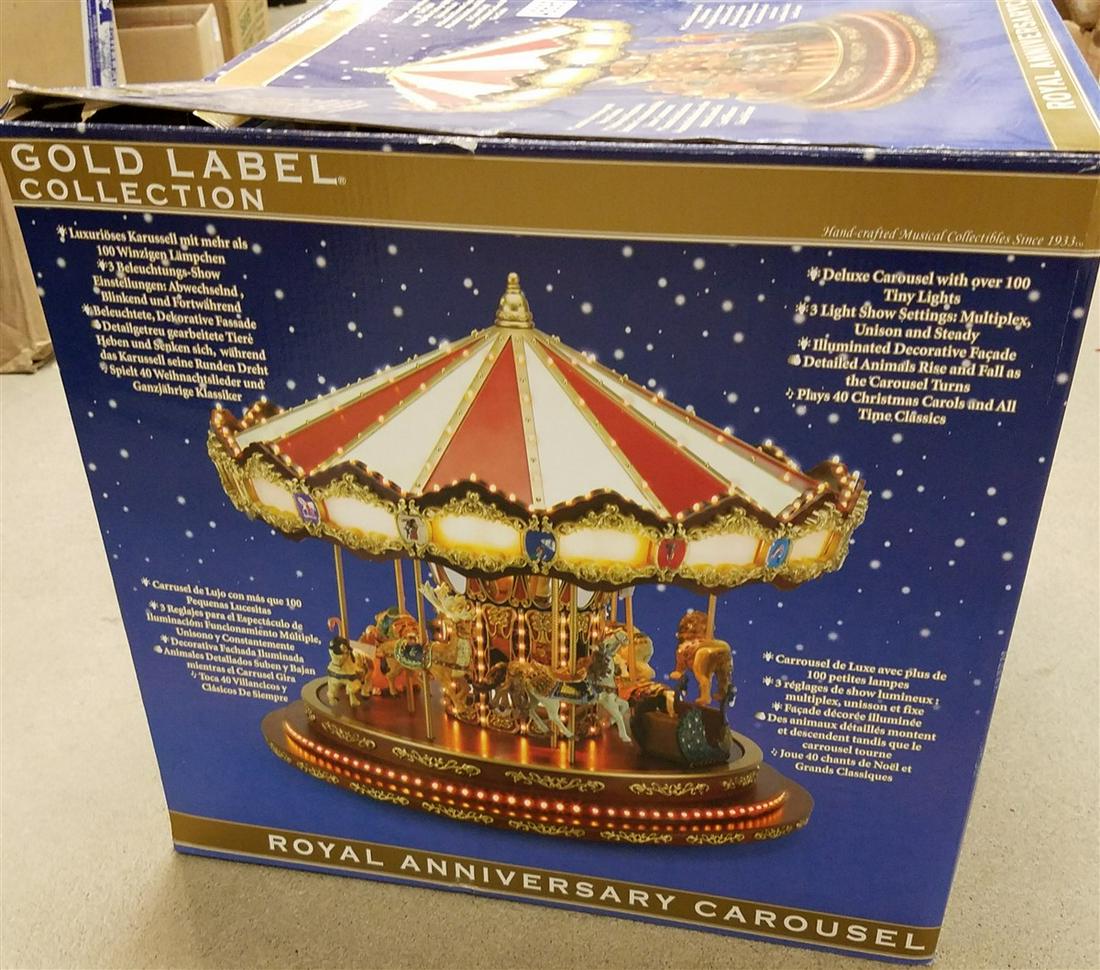 ROYAL ANNIVERSARY
GOLD LABEL®
COLLECTION
Hand-crafted Musical Collectibles Since 1933™
Luxuriöses Karussell mit mehr als
100 Winzigen Lämpchen
3 Beleuchtungs-Show
Einstellungen: Abwechselnd,
Blinkend und Fortwährend
Beleuchtete, Dekorative Fassade
Detailgetreu gearbeitete Tiere
Heben und Senken sich, während
das Karussell seine Runden Dreht
Spielt 40 Weihnachtslieder und
Ganzjährige Klassiker
Deluxe Carousel with over 100
Tiny Lights
3 Light Show Settings: Multiplex,
Unison and Steady
Illuminated Decorative Façade
Detailed Animals Rise and Fall as
the Carousel Turns
Plays 40 Christmas Carols and All
Time Classics
Carrusel de Lujo con más que 100
Pequenas Lucesitas
3 Reglajes para el Espectáculo de
Iluminación: Funcionamiento Múltiple,
Unisono y Constantemente
Decorativa Fachada Iluminada
Animales Detallados Suben y Bajan
mientras el Carrusel Gira
Toca 40 Villancicos y
Clásicos De Siempre
Carrousel de Luxe avec plus de
100 petites lampes
3 réglages de show lumineux:
multiplex, unisson et fixe
Façade décorée illuminée
Des animaux détaillés montent
et descendent tandis que le
carrousel tourne
Joue 40 chants de Noël et
Grands Classiques
ROYAL ANNIVERSARY CAROUSEL